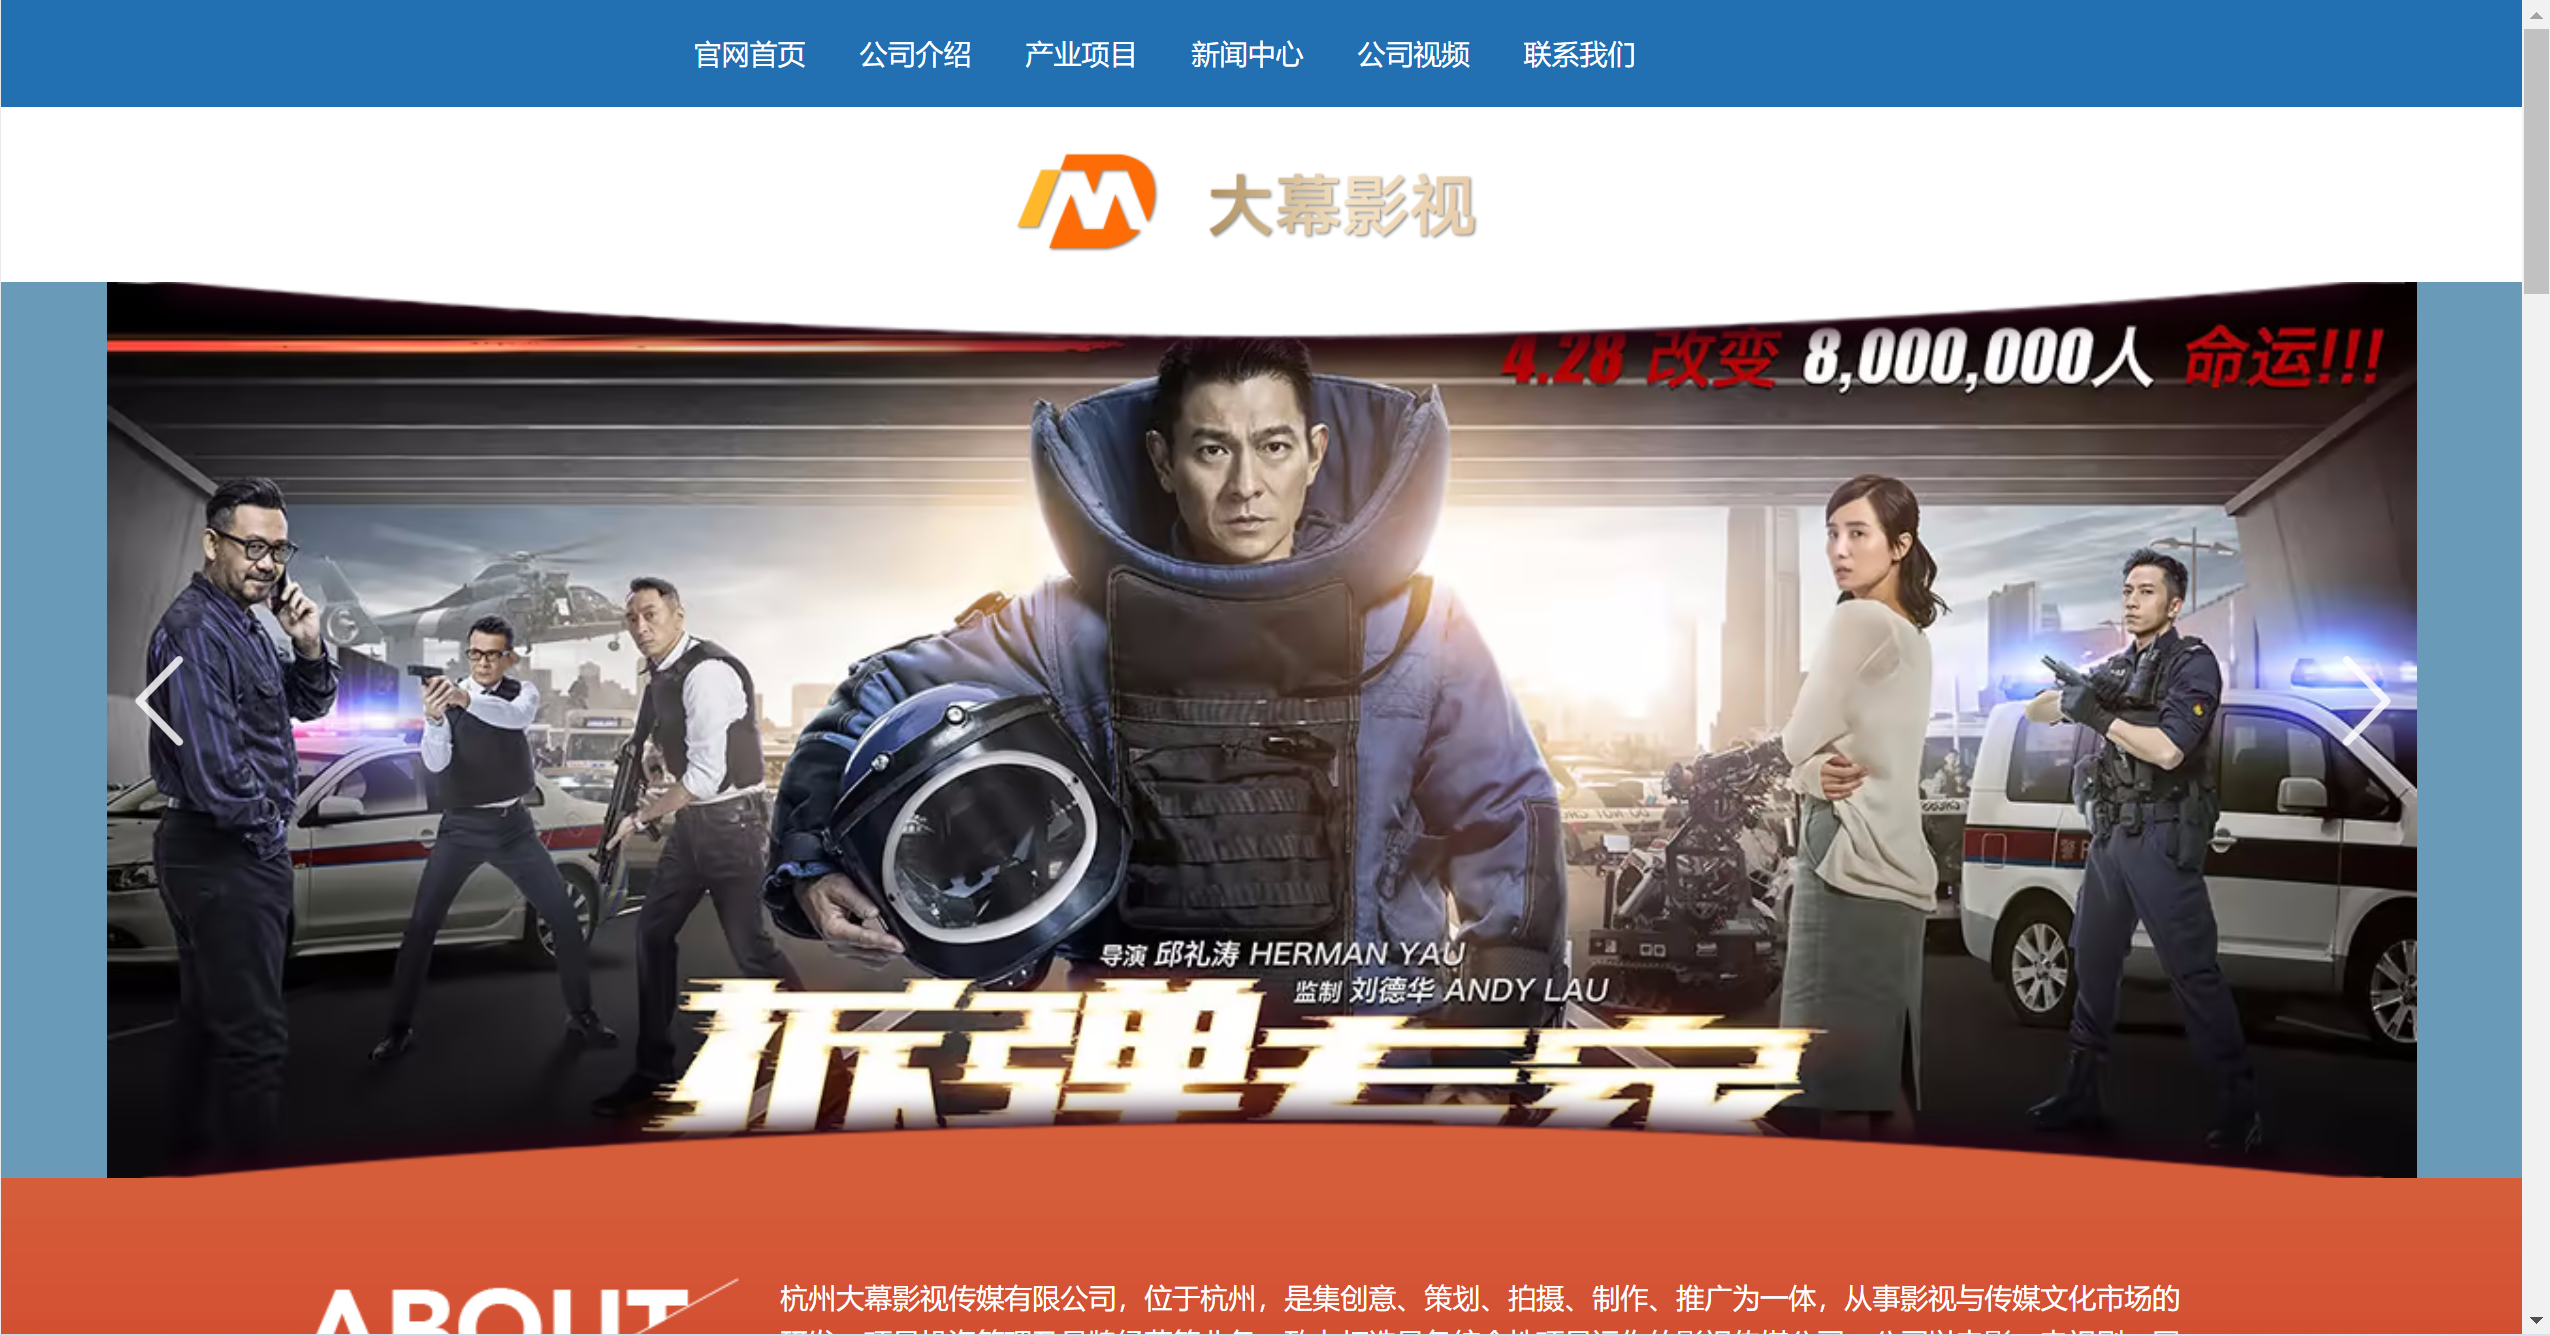 官网首页 公司介绍 产业项目 新闻中心 公司视频 联系我们
大幕影视
4.28 改变 8,000,000人 命运!!!
导演 邱礼涛 HERMAN YAU
监制 刘德华 ANDY LAU
拆弹专家
ABOUT
杭州大幕影视传媒有限公司，位于杭州，是集创意、策划、拍摄、制作、推广为一体，从事影视与传媒文化市场的